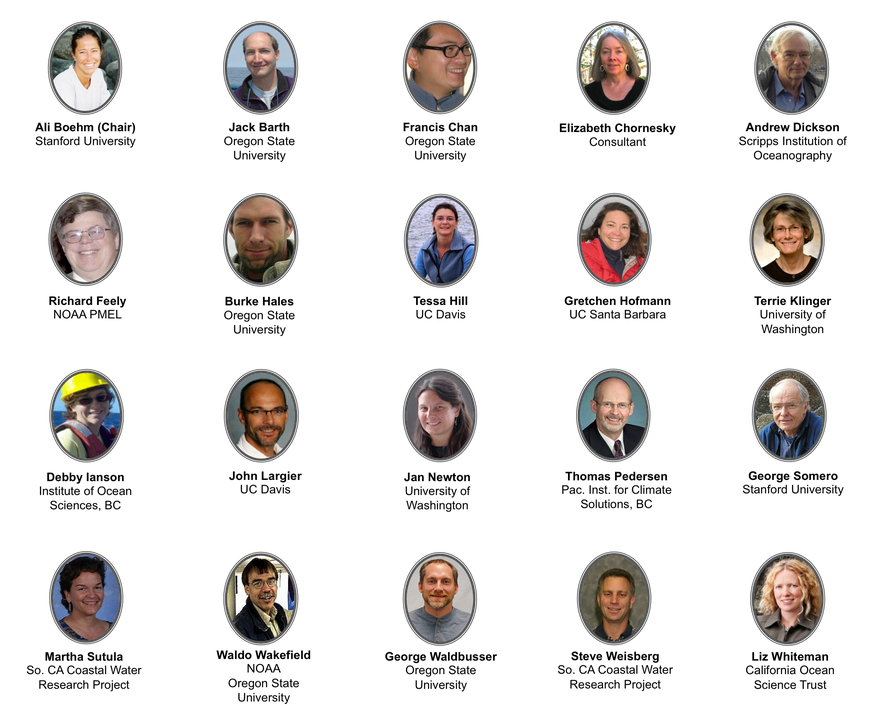 Ali Boehm (Chair)
Stanford University
Jack Barth
Oregon State
University
Francis Chan
Oregon State
University
Elizabeth Chornesky
Consultant
Andrew Dickson
Scripps Institution of
Oceanography
Richard Feely
NOAA PMEL
Burke Hales
Oregon State
University
Tessa Hill
UC Davis
Gretchen Hofmann
UC Santa Barbara
Terrie Klinger
University of
Washington
Debby Ianson
Institute of Ocean
Sciences, BC
John Largier
UC Davis
Jan Newton
University of
Washington
Thomas Pedersen
Pac. Inst. for Climate
Solutions, BC
George Somero
Stanford University
Martha Sutula
So. CA Coastal Water
Research Project
Waldo Wakefield
NOAA
Oregon State
University
George Waldbusser
Oregon State
University
Steve Weisberg
So. CA Coastal Water
Research Project
Liz Whiteman
California Ocean
Science Trust